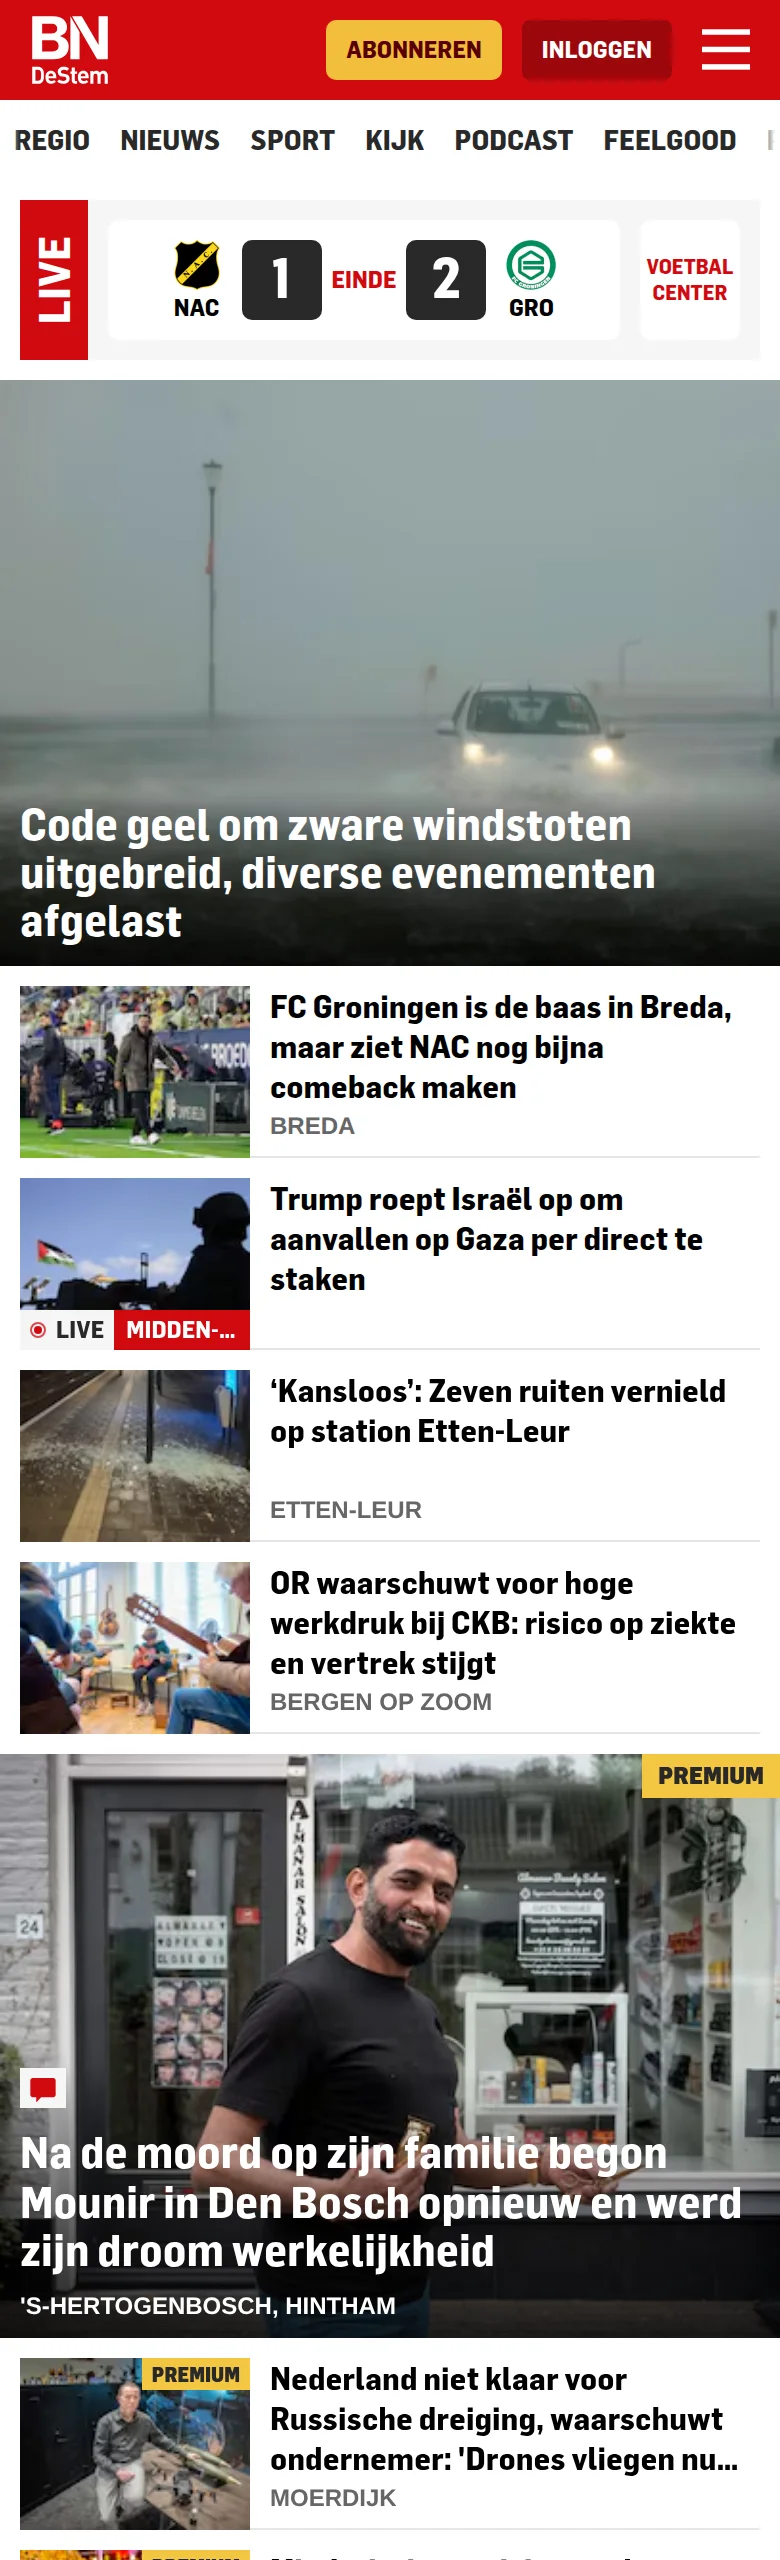 BN
DeStem
ABONNEREN
INLOGGEN
REGIO NIEUWS SPORT KIJK PODCAST FEELGOOD
LIVE
NAC
1
EINDE
2
GRO
VOETBAL
CENTER
Code geel om zware windstoten
uitgebreid, diverse evenementen
afgelast
FC Groningen is de baas in Breda,
maar ziet NAC nog bijna
comeback maken
BREDA
Trump roept Israël op om
aanvallen op Gaza per direct te
staken
LIVE
MIDDEN-...
‘Kansloos’: Zeven ruiten vernield
op station Etten-Leur
ETTEN-LEUR
OR waarschuwt voor hoge
werkdruk bij CKB: risico op ziekte
en vertrek stijgt
BERGEN OP ZOOM
PREMIUM
ALMANAR SALON
24
Na de moord op zijn familie begon
Mounir in Den Bosch opnieuw en werd
zijn droom werkelijkheid
'S-HERTOGENBOSCH, HINTHAM
PREMIUM
Nederland niet klaar voor
Russische dreiging, waarschuwt
ondernemer: 'Drones vliegen nu...
MOERDIJK